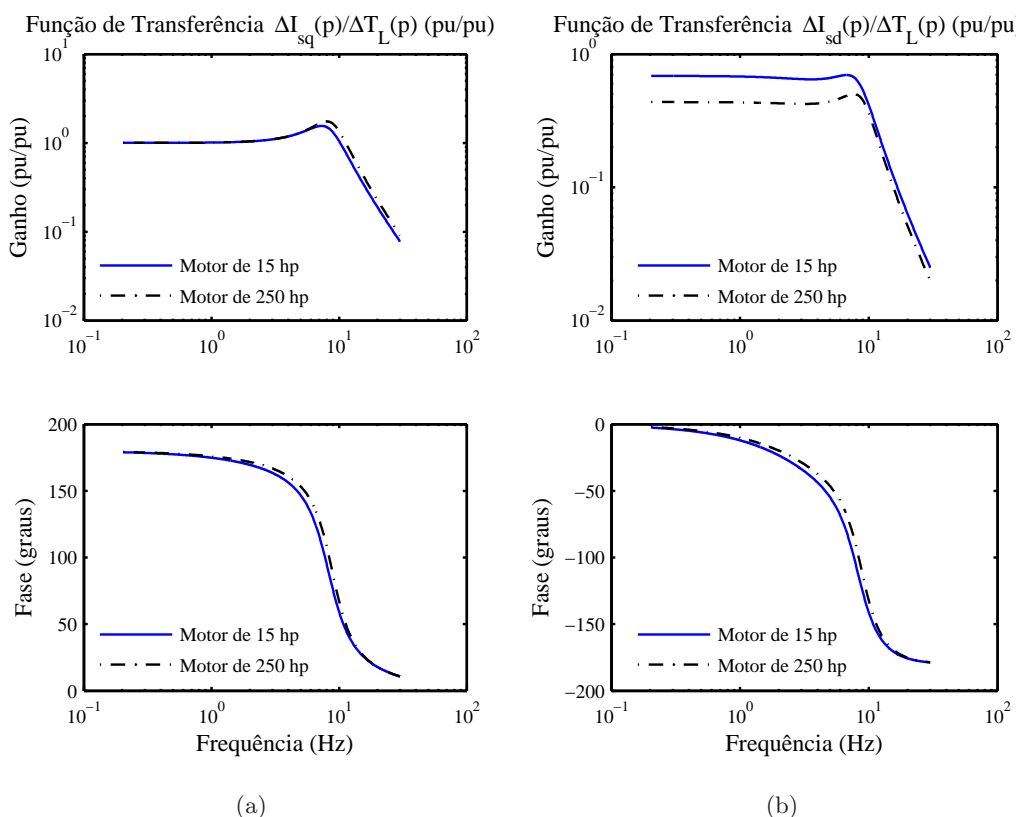 Função de Transferência ΔI_sq(p)/ΔT_L(p) (pu/pu)
10^1
10^0
10^−1
10^−2
Ganho (pu/pu)
Motor de 15 hp
Motor de 250 hp
10^−1 10^0 10^1 10^2
Função de Transferência ΔI_sd(p)/ΔT_L(p) (pu/pu)
10^0
10^−1
10^−2
Ganho (pu/pu)
Motor de 15 hp
Motor de 250 hp
10^−1 10^0 10^1 10^2
200
150
100
50
0
Fase (graus)
Motor de 15 hp
Motor de 250 hp
10^−1 10^0 10^1 10^2
Frequência (Hz)
(a)
0
−50
−100
−150
−200
Fase (graus)
Motor de 15 hp
Motor de 250 hp
10^−1 10^0 10^1 10^2
Frequência (Hz)
(b)